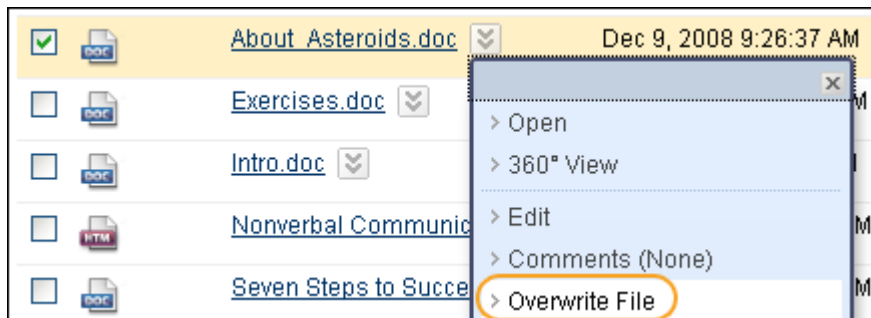 DOC About_Asteroids.doc Dec 9, 2008 9:26:37 AM
DOC Exercises.doc
> Open
DOC Intro.doc
> 360° View
> Edit
HTM Nonverbal Communic
> Comments (None)
DOC Seven Steps to Succe
> Overwrite File